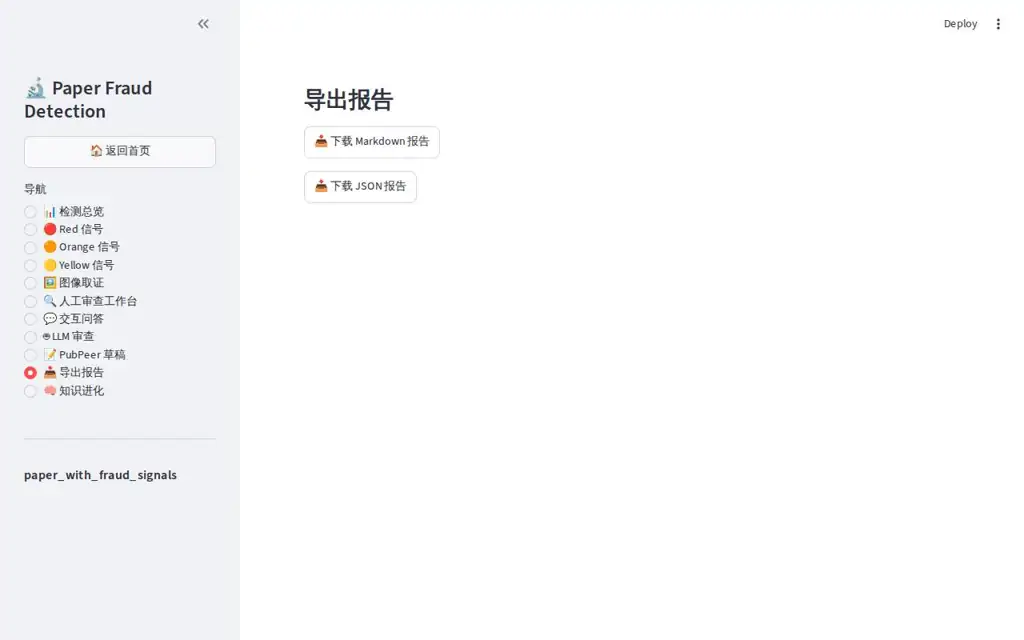 Deploy
🔬 Paper Fraud
Detection
🏠 返回首页
导航
📊 检测总览
🔴 Red 信号
🟠 Orange 信号
🟡 Yellow 信号
🖼️ 图像取证
🔍 人工审查工作台
💬 交互问答
🤖 LLM 审查
📝 PubPeer 草稿
📤 导出报告
🧠 知识进化
paper_with_fraud_signals
导出报告
📥 下载 Markdown 报告
📥 下载 JSON 报告